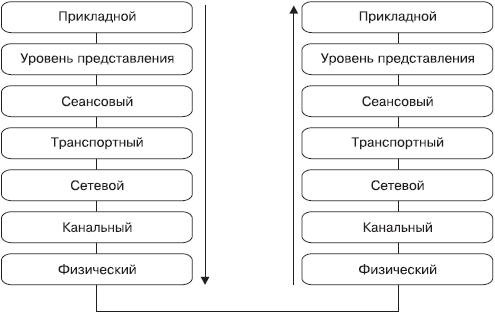 Прикладной
Уровень представления
Сеансовый
Транспортный
Сетевой
Канальный
Физический
Прикладной
Уровень представления
Сеансовый
Транспортный
Сетевой
Канальный
Физический